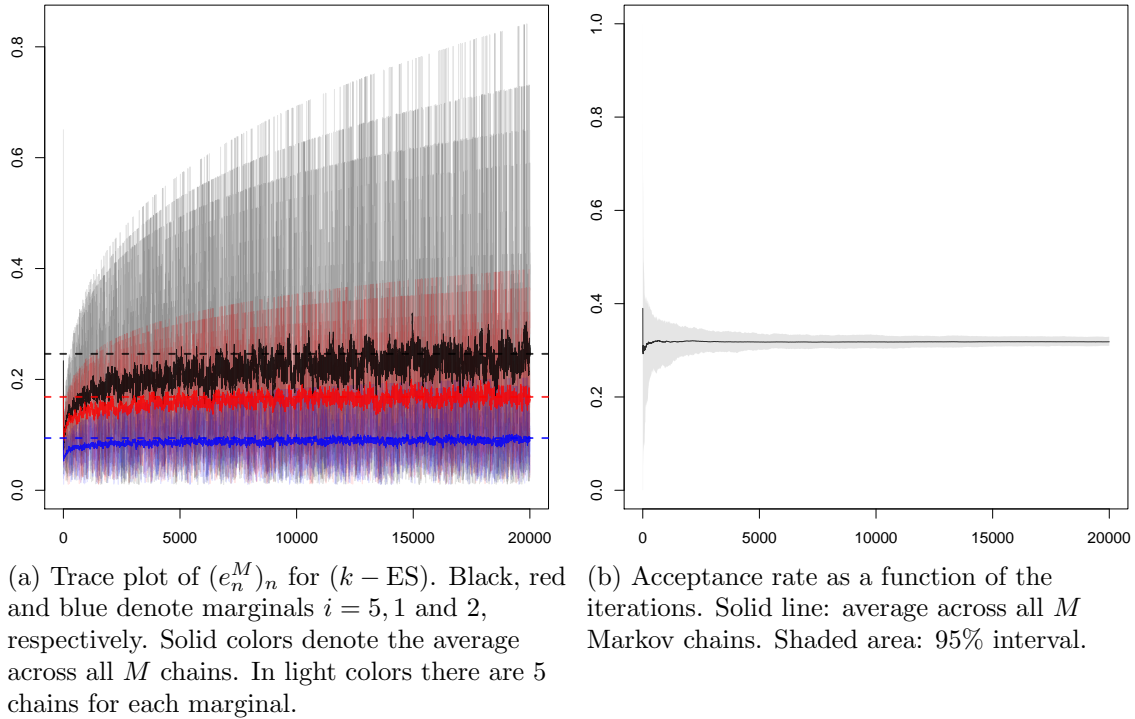 0.8
0.6
0.4
0.2
0.0
0 5000 10000 15000 20000
1.0
0.8
0.6
0.4
0.2
0.0
0 5000 10000 15000 20000
(a) Trace plot of $(e_n^M)_n$ for $(k - \mathrm{ES})$. Black, red
and blue denote marginals $i = 5, 1$ and 2,
respectively. Solid colors denote the average
across all $M$ chains. In light colors there are 5
chains for each marginal.
(b) Acceptance rate as a function of the
iterations. Solid line: average across all $M$
Markov chains. Shaded area: 95% interval.